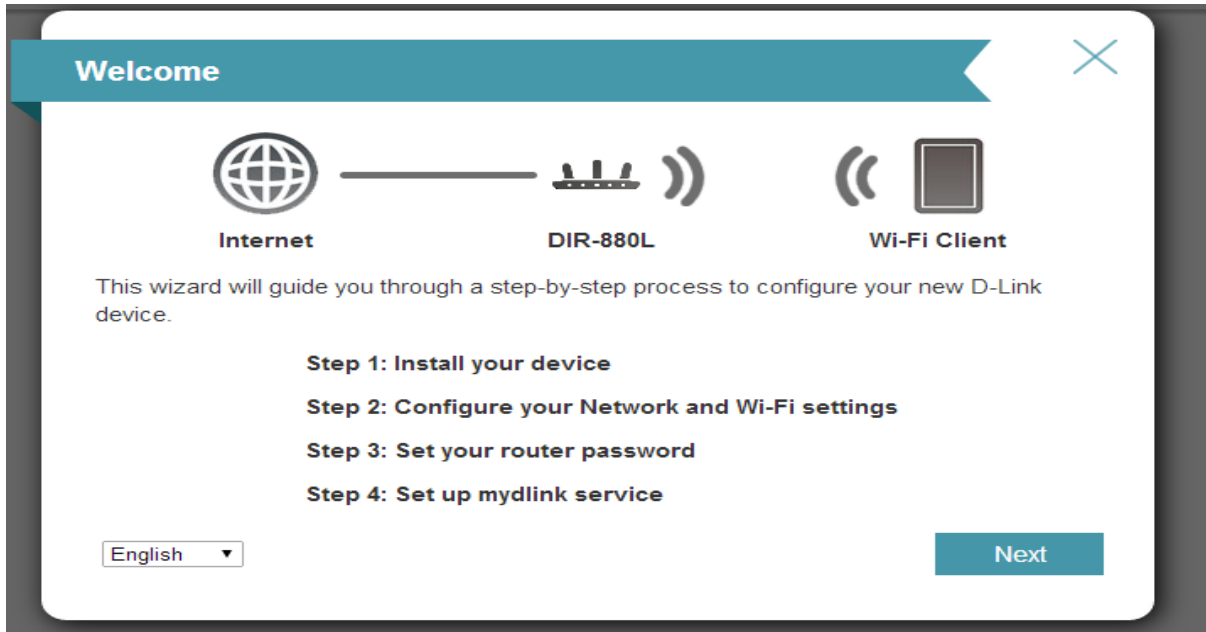 Welcome
Internet
DIR-880L
Wi-Fi Client
This wizard will guide you through a step-by-step process to configure your new D-Link
device.
Step 1: Install your device
Step 2: Configure your Network and Wi-Fi settings
Step 3: Set your router password
Step 4: Set up mydlink service
English
Next